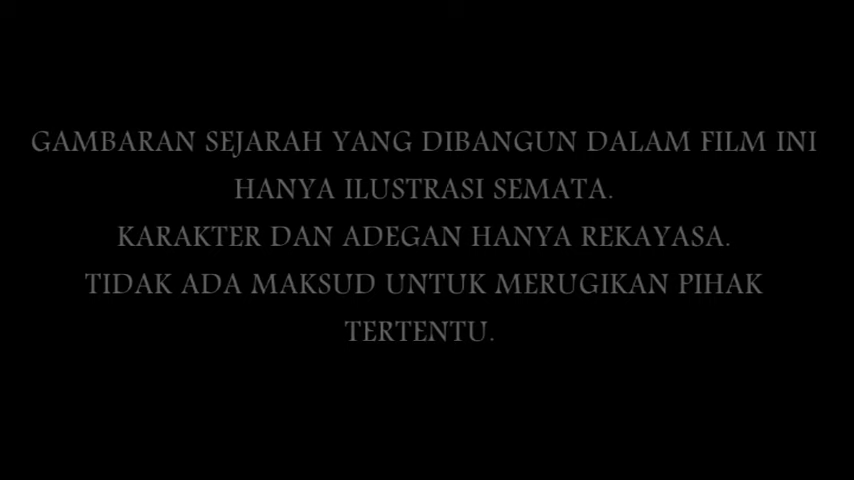 GAMBARAN SEJARAH YANG DIBANGUN DALAM FILM INI
HANYA ILUSTRASI SEMATA.
KARAKTER DAN ADEGAN HANYA REKAYASA.
TIDAK ADA MAKSUD UNTUK MERUGIKAN PIHAK
TERTENTU.